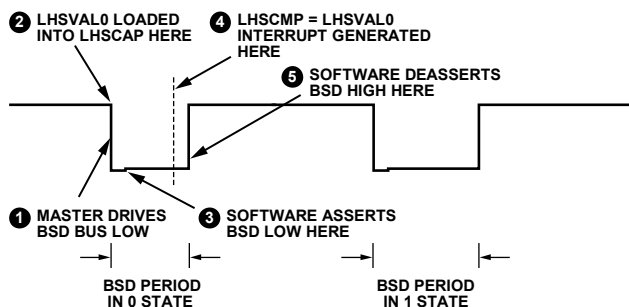 2 LHSVAL0 LOADED
INTO LHSCAP HERE
4 LHSCMP = LHSVAL0
INTERRUPT GENERATED
HERE
5 SOFTWARE DEASSERTS
BSD HIGH HERE
1 MASTER DRIVES
BSD BUS LOW
3 SOFTWARE ASSERTS
BSD LOW HERE
BSD PERIOD
IN 0 STATE
BSD PERIOD
IN 1 STATE